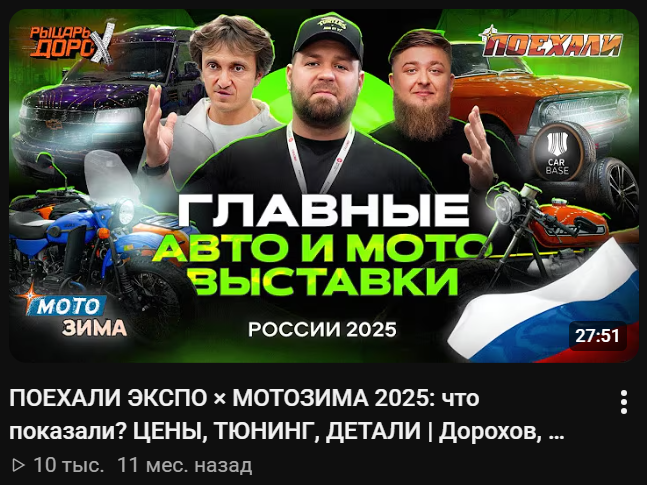 РЫЦАРЬ
ДОРОХ
ПОЕХАЛИ
CAR
BASE
ГЛАВНЫЕ
АВТО И МОТО
ВЫСТАВКИ
МОТО
ЗИМА
РОССИИ 2025
27:51
ПОЕХАЛИ ЭКСПО × МОТОЗИМА 2025: что
показали? ЦЕНЫ, ТЮНИНГ, ДЕТАЛИ | Дорохов, ...
10 тыс. 11 мес. назад